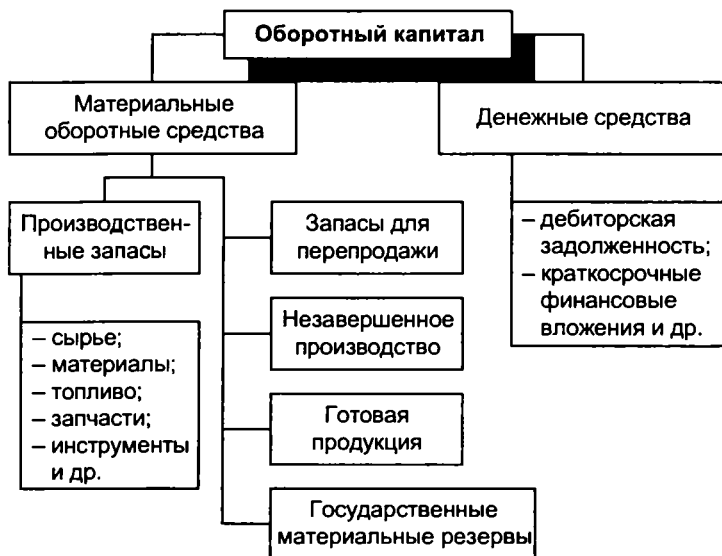 Оборотный капитал
Материальные
оборотные средства
Денежные средства
Производствен-
ные запасы
– сырье;
– материалы;
– топливо;
– запчасти;
– инструменты
и др.
Запасы для
перепродажи
Незавершенное
производство
Готовая
продукция
Государственные
материальные резервы
– дебиторская
задолженность;
– краткосрочные
финансовые
вложения и др.